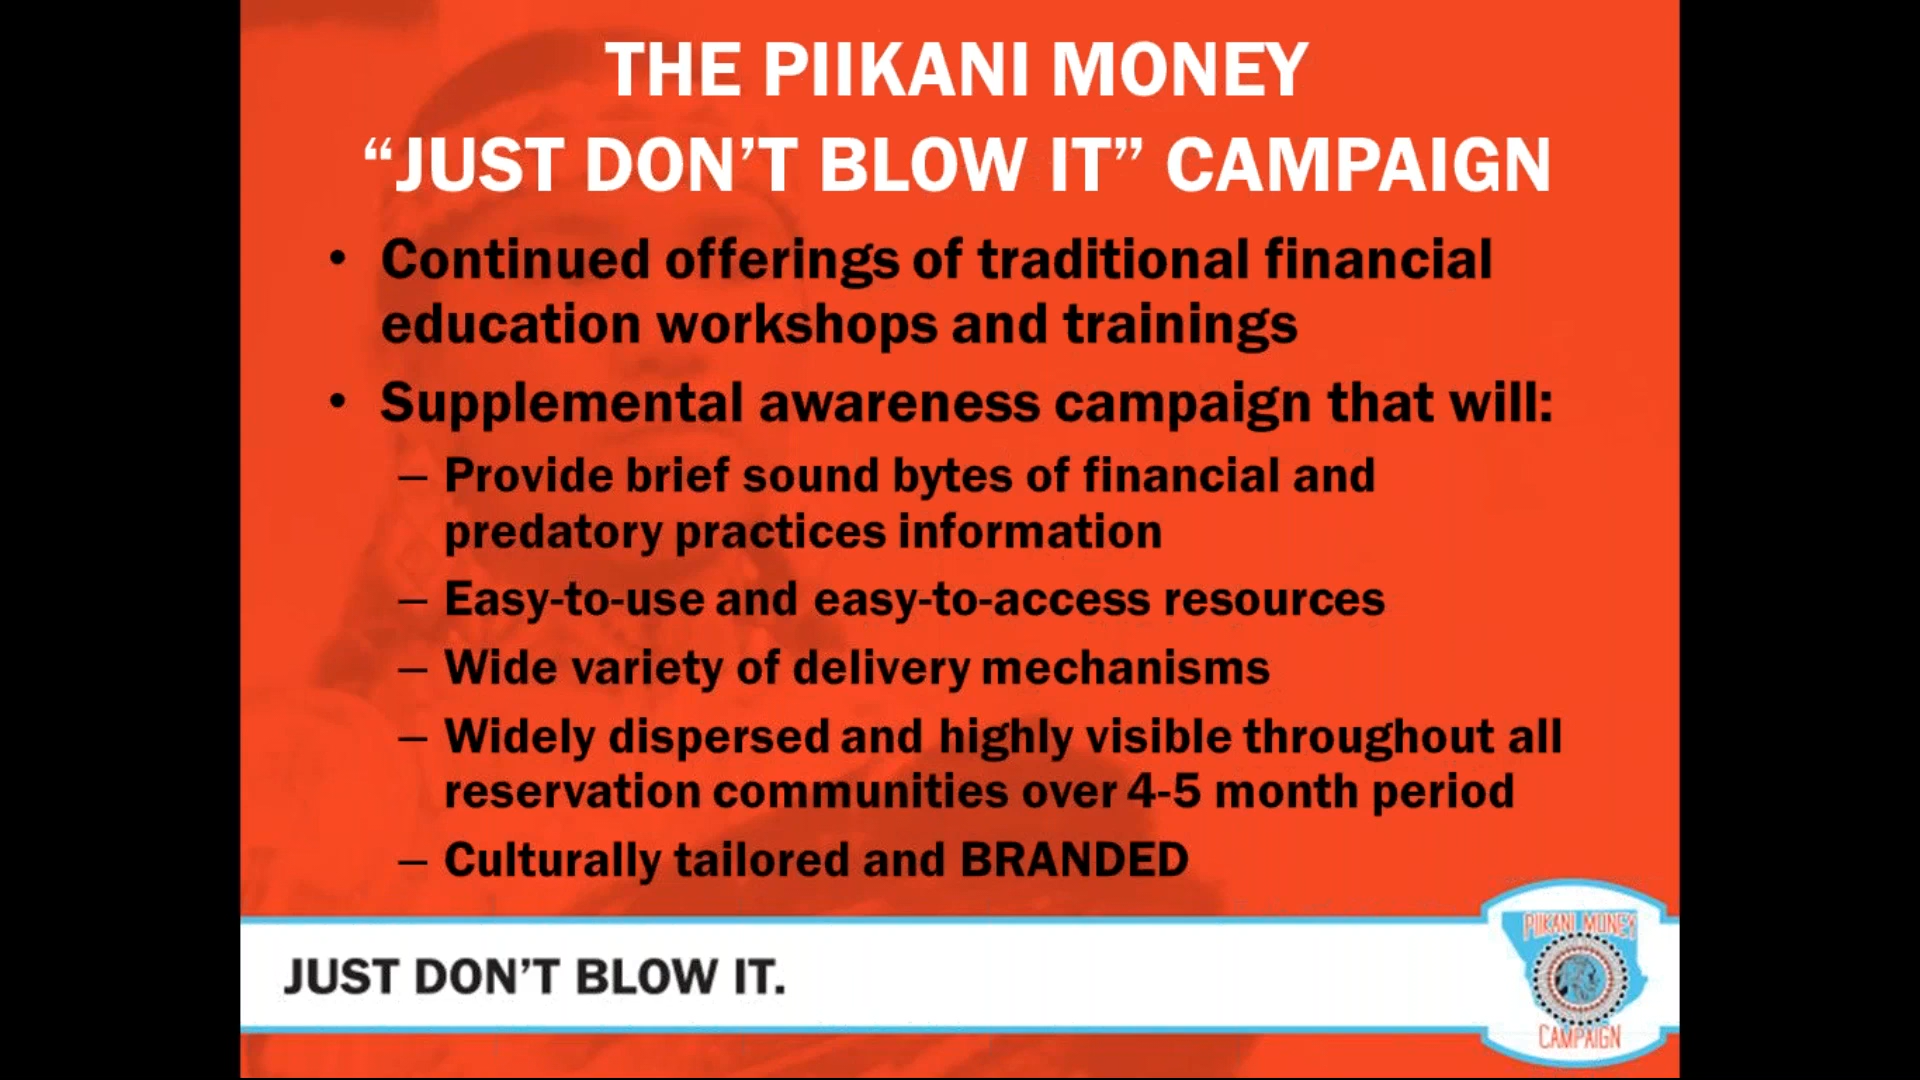 THE PIIKANI MONEY
“JUST DON’T BLOW IT” CAMPAIGN
• Continued offerings of traditional financial
education workshops and trainings
• Supplemental awareness campaign that will:
– Provide brief sound bytes of financial and
predatory practices information
– Easy-to-use and easy-to-access resources
– Wide variety of delivery mechanisms
– Widely dispersed and highly visible throughout all
reservation communities over 4-5 month period
– Culturally tailored and BRANDED
JUST DON’T BLOW IT.
PIIKANI MONEY
CAMPAIGN